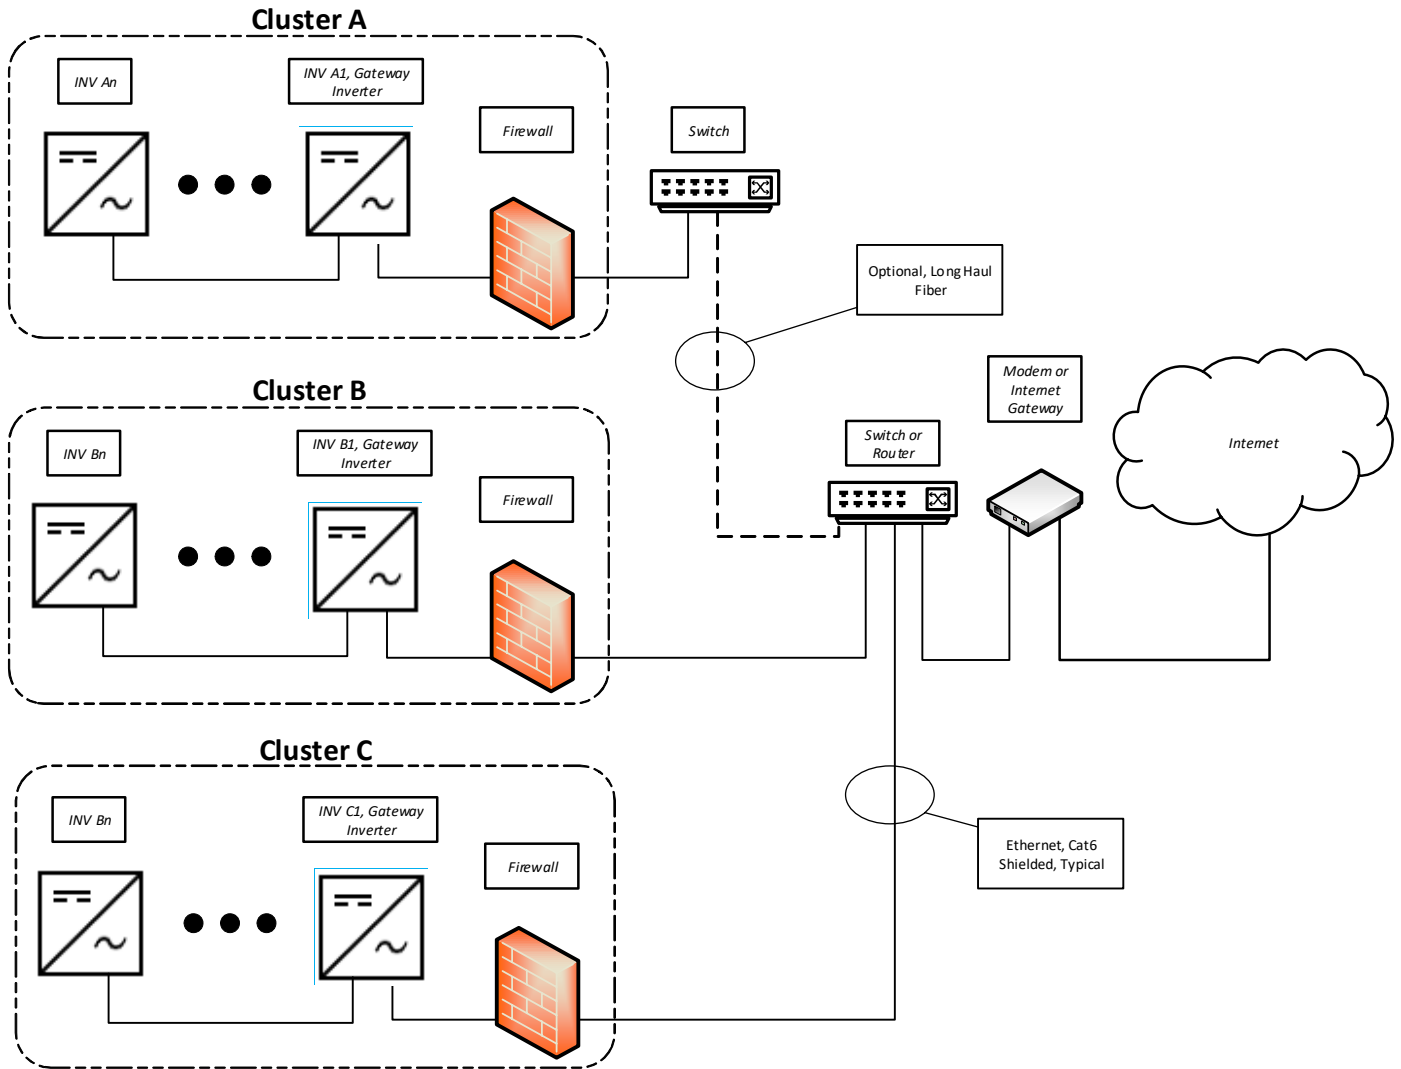 Cluster A
INV An
INV A1, Gateway
Inverter
Firewall
Switch
Optional, Long Haul
Fiber
Cluster B
INV Bn
INV B1, Gateway
Inverter
Firewall
Switch or
Router
Modem or
Internet
Gateway
Internet
Cluster C
INV Bn
INV C1, Gateway
Inverter
Firewall
Ethernet, Cat6
Shielded, Typical